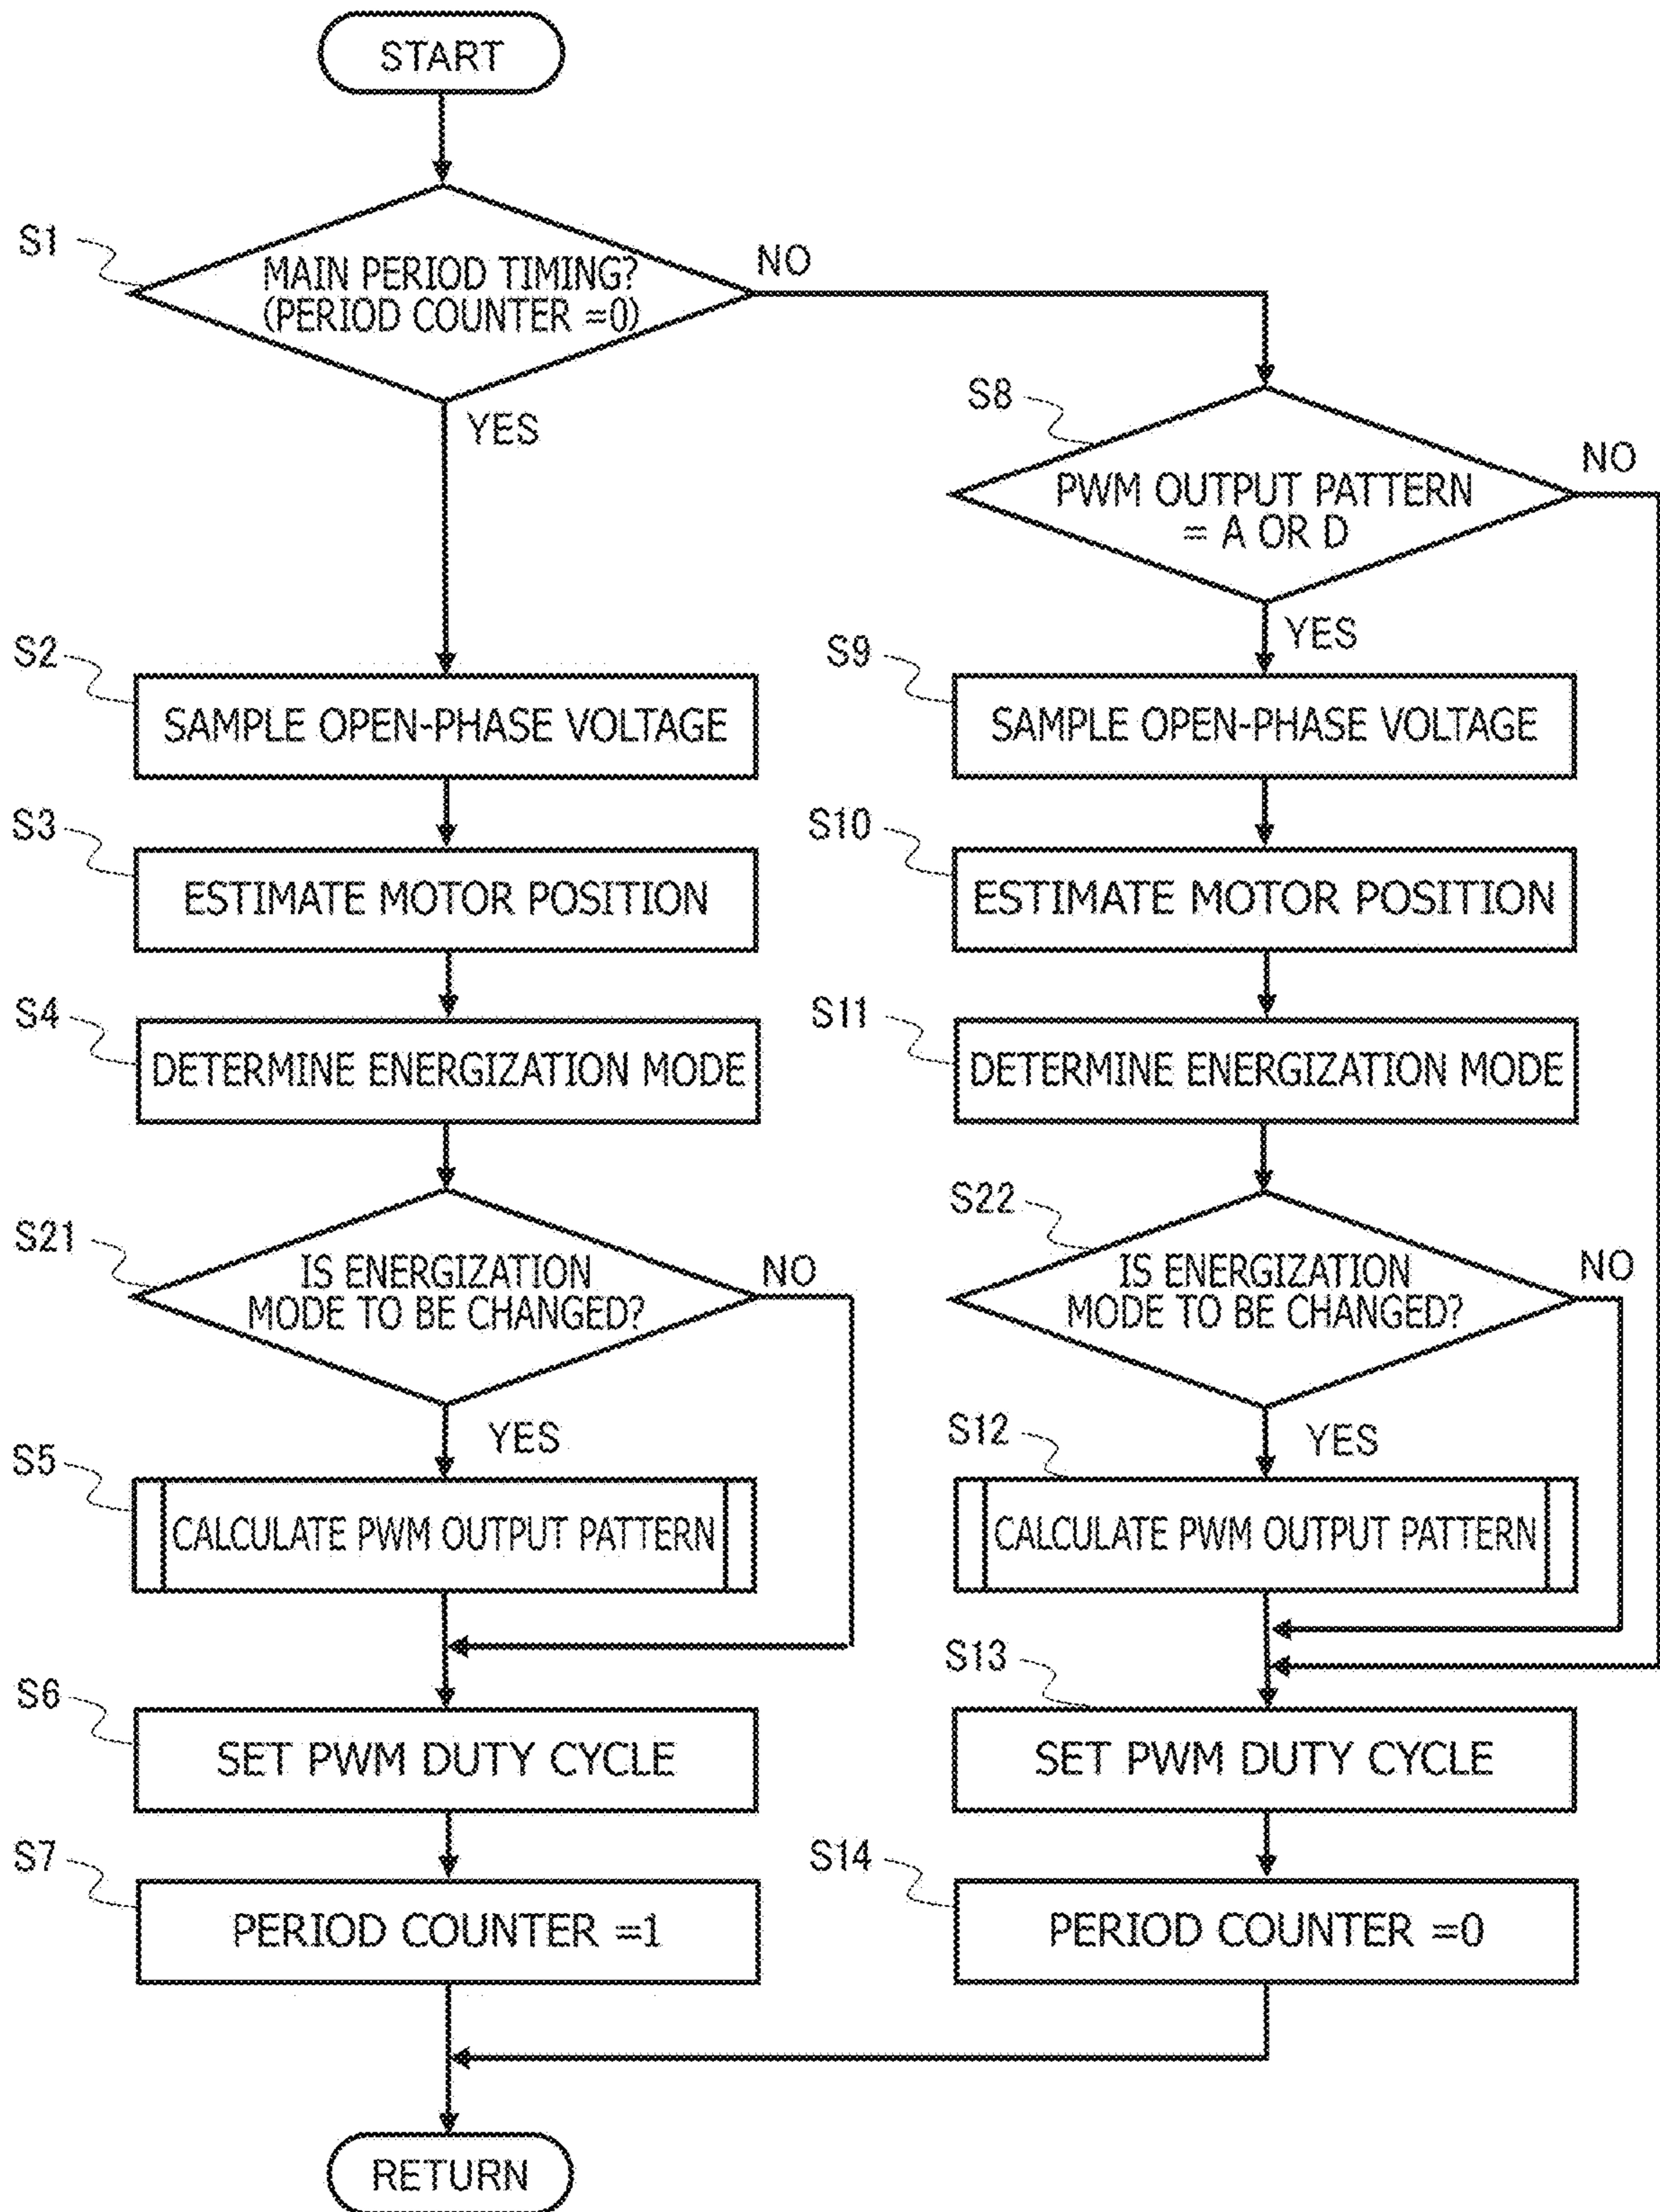 START
S1
MAIN PERIOD TIMING?
(PERIOD COUNTER =0)
NO
YES
S8
PWM OUTPUT PATTERN
= A OR D
NO
YES
S2
SAMPLE OPEN-PHASE VOLTAGE
S9
SAMPLE OPEN-PHASE VOLTAGE
S3
ESTIMATE MOTOR POSITION
S10
ESTIMATE MOTOR POSITION
S4
DETERMINE ENERGIZATION MODE
S11
DETERMINE ENERGIZATION MODE
S21
IS ENERGIZATION
MODE TO BE CHANGED?
NO
YES
S22
IS ENERGIZATION
MODE TO BE CHANGED?
NO
YES
S5
CALCULATE PWM OUTPUT PATTERN
S12
CALCULATE PWM OUTPUT PATTERN
S6
SET PWM DUTY CYCLE
S13
SET PWM DUTY CYCLE
S7
PERIOD COUNTER =1
S14
PERIOD COUNTER =0
RETURN